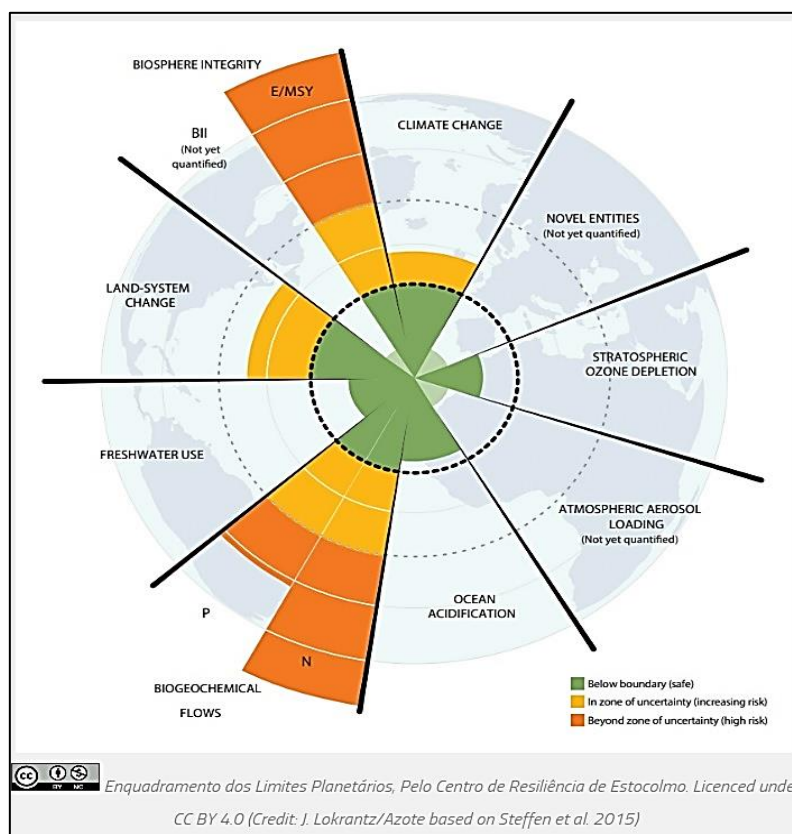 BIOSPHERE INTEGRITY
E/MSY
BII
(Not yet
quantified)
CLIMATE CHANGE
NOVEL ENTITIES
(Not yet quantified)
LAND-SYSTEM
CHANGE
STRATOSPHERIC
OZONE DEPLETION
FRESHWATER USE
ATMOSPHERIC AEROSOL
LOADING
(Not yet quantified)
OCEAN
ACIDIFICATION
P
N
BIOGEOCHEMICAL
FLOWS
Below boundary (safe)
In zone of uncertainty (increasing risk)
Beyond zone of uncertainty (high risk)
cc BY NC Enquadramento dos Limites Planetários, Pelo Centro de Resiliência de Estocolmo. Licenced unde
CC BY 4.0 (Credit: J. Lokrantz/Azote based on Steffen et al. 2015)